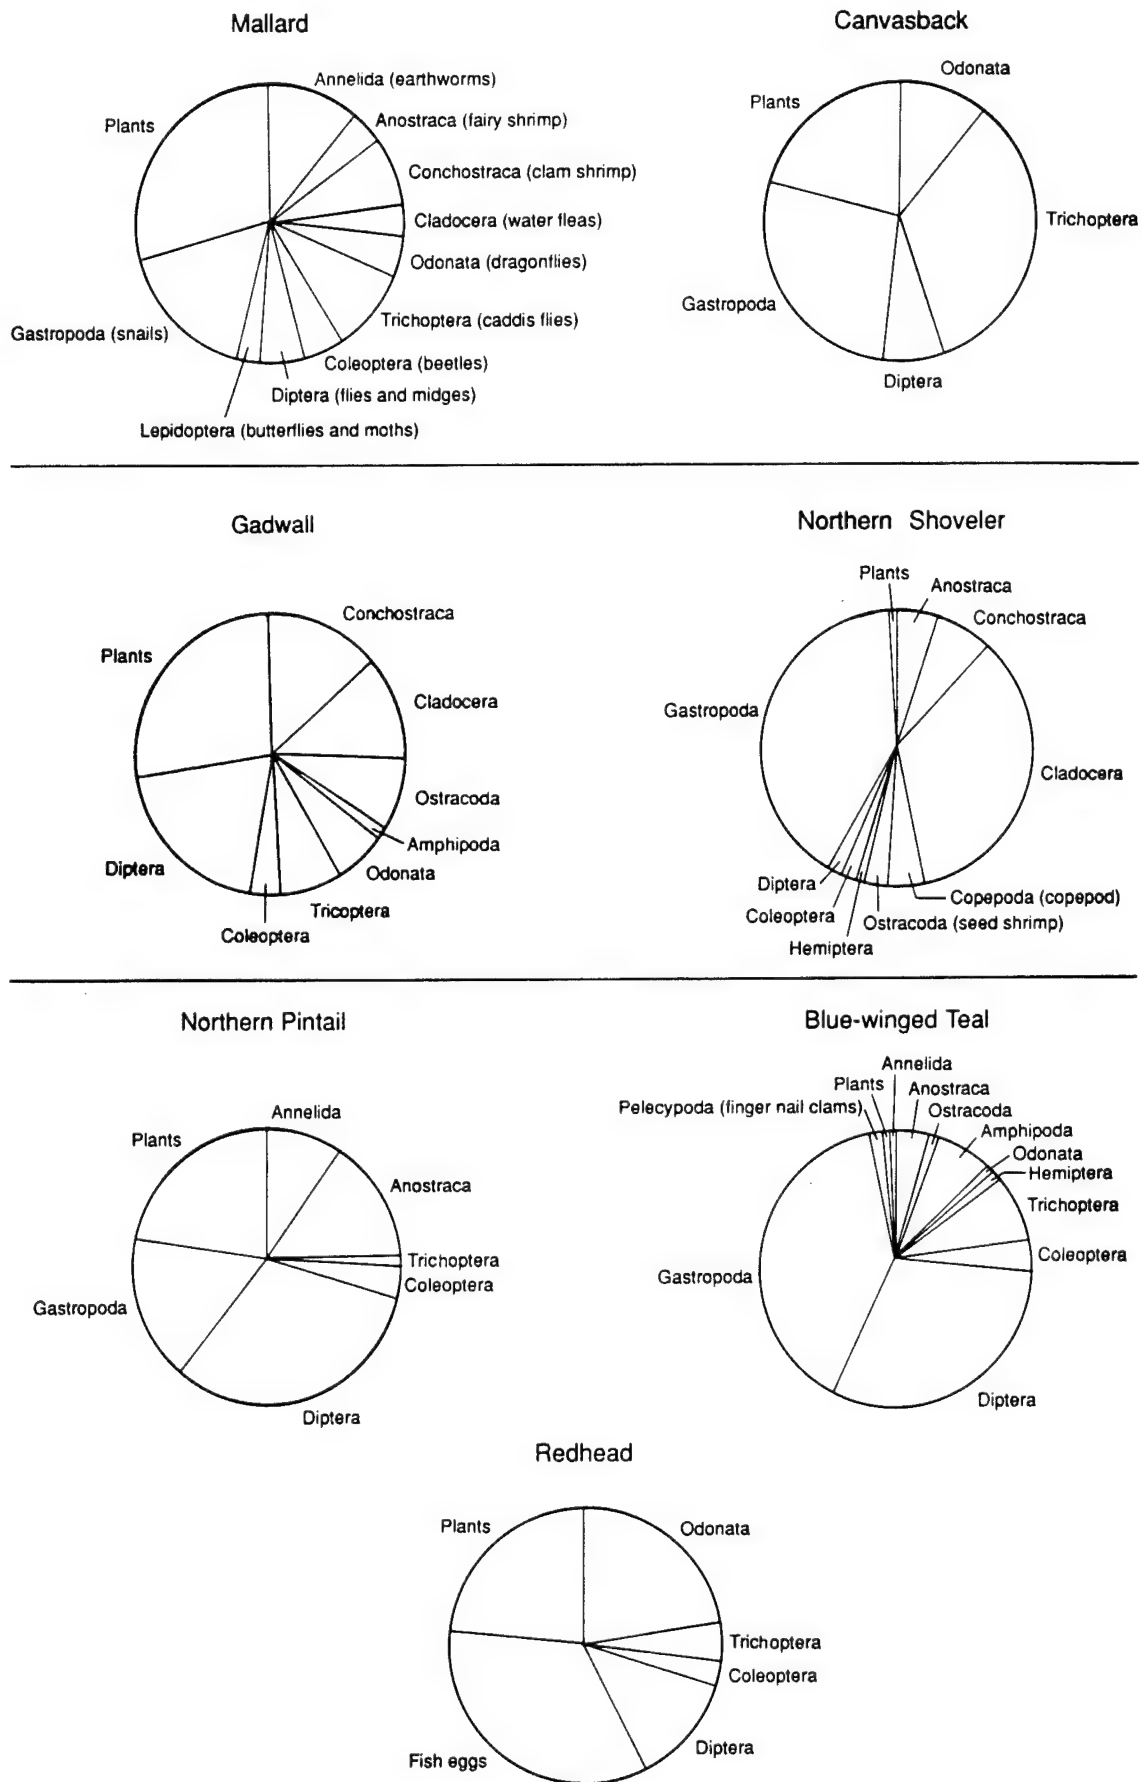 Mallard
Annelida (earthworms)
Anostraca (fairy shrimp)
Conchostraca (clam shrimp)
Cladocera (water fleas)
Odonata (dragonflies)
Trichoptera (caddis flies)
Coleoptera (beetles)
Diptera (flies and midges)
Lepidoptera (butterflies and moths)
Gastropoda (snails)
Plants
Canvasback
Odonata
Trichoptera
Diptera
Gastropoda
Plants
Gadwall
Conchostraca
Cladocera
Ostracoda
Amphipoda
Odonata
Tricoptera
Coleoptera
Diptera
Plants
Northern Shoveler
Plants
Anostraca
Conchostraca
Cladocera
Copepoda (copepod)
Ostracoda (seed shrimp)
Hemiptera
Coleoptera
Diptera
Gastropoda
Northern Pintail
Annelida
Anostraca
Trichoptera
Coleoptera
Diptera
Gastropoda
Plants
Blue-winged Teal
Annelida
Plants
Anostraca
Pelecypoda (finger nail clams)
Ostracoda
Amphipoda
Odonata
Hemiptera
Trichoptera
Coleoptera
Diptera
Gastropoda
Redhead
Odonata
Trichoptera
Coleoptera
Diptera
Fish eggs
Plants